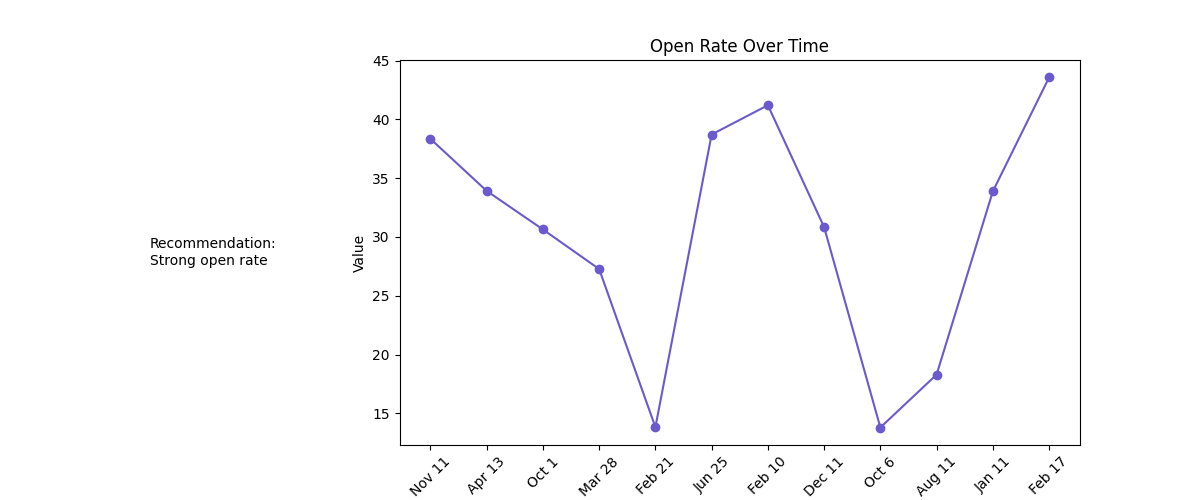 Open Rate Over Time
Recommendation:
Strong open rate
Value
45
40
35
30
25
20
15
Nov 11
Apr 13
Oct 1
Mar 28
Feb 21
Jun 25
Feb 10
Dec 11
Oct 6
Aug 11
Jan 11
Feb 17